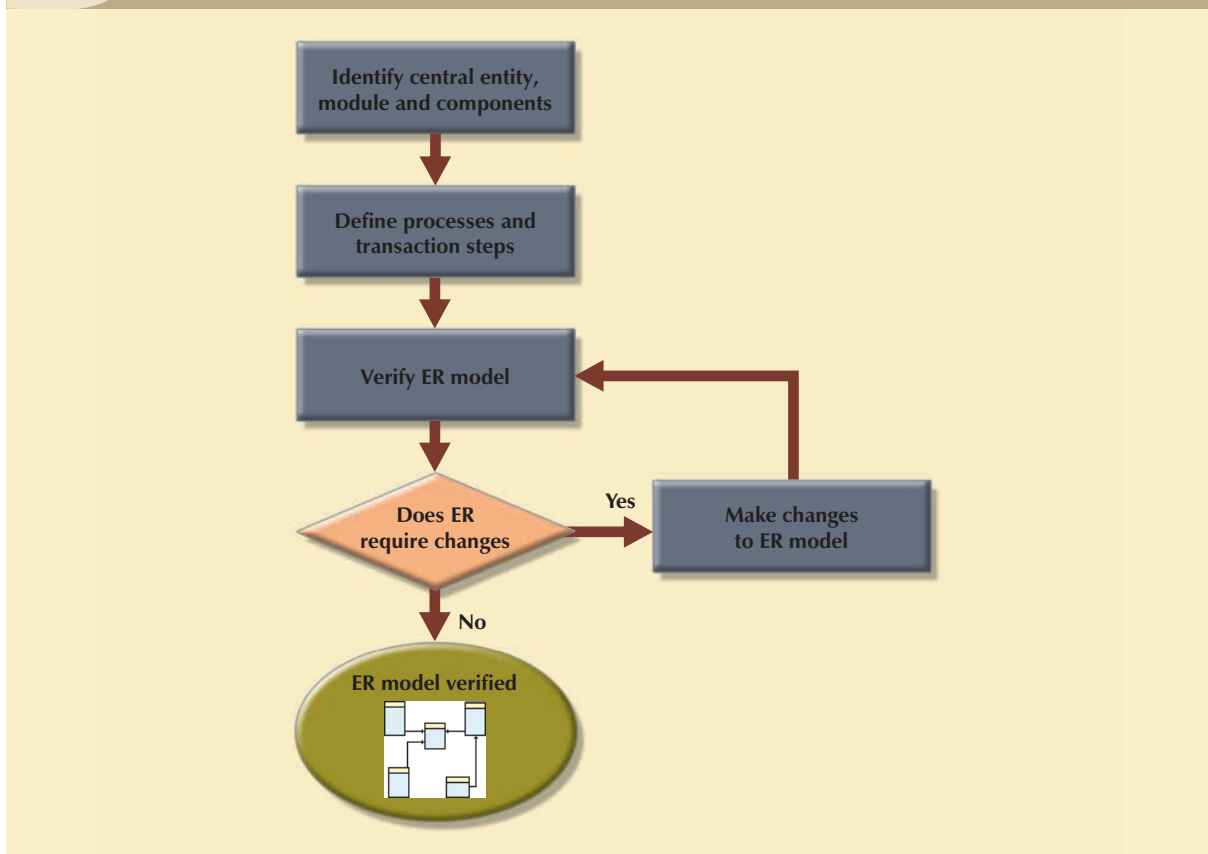 Identify central entity,
module and components
Define processes and
transaction steps
Verify ER model
Does ER
require changes
Yes
Make changes
to ER model
No
ER model verified